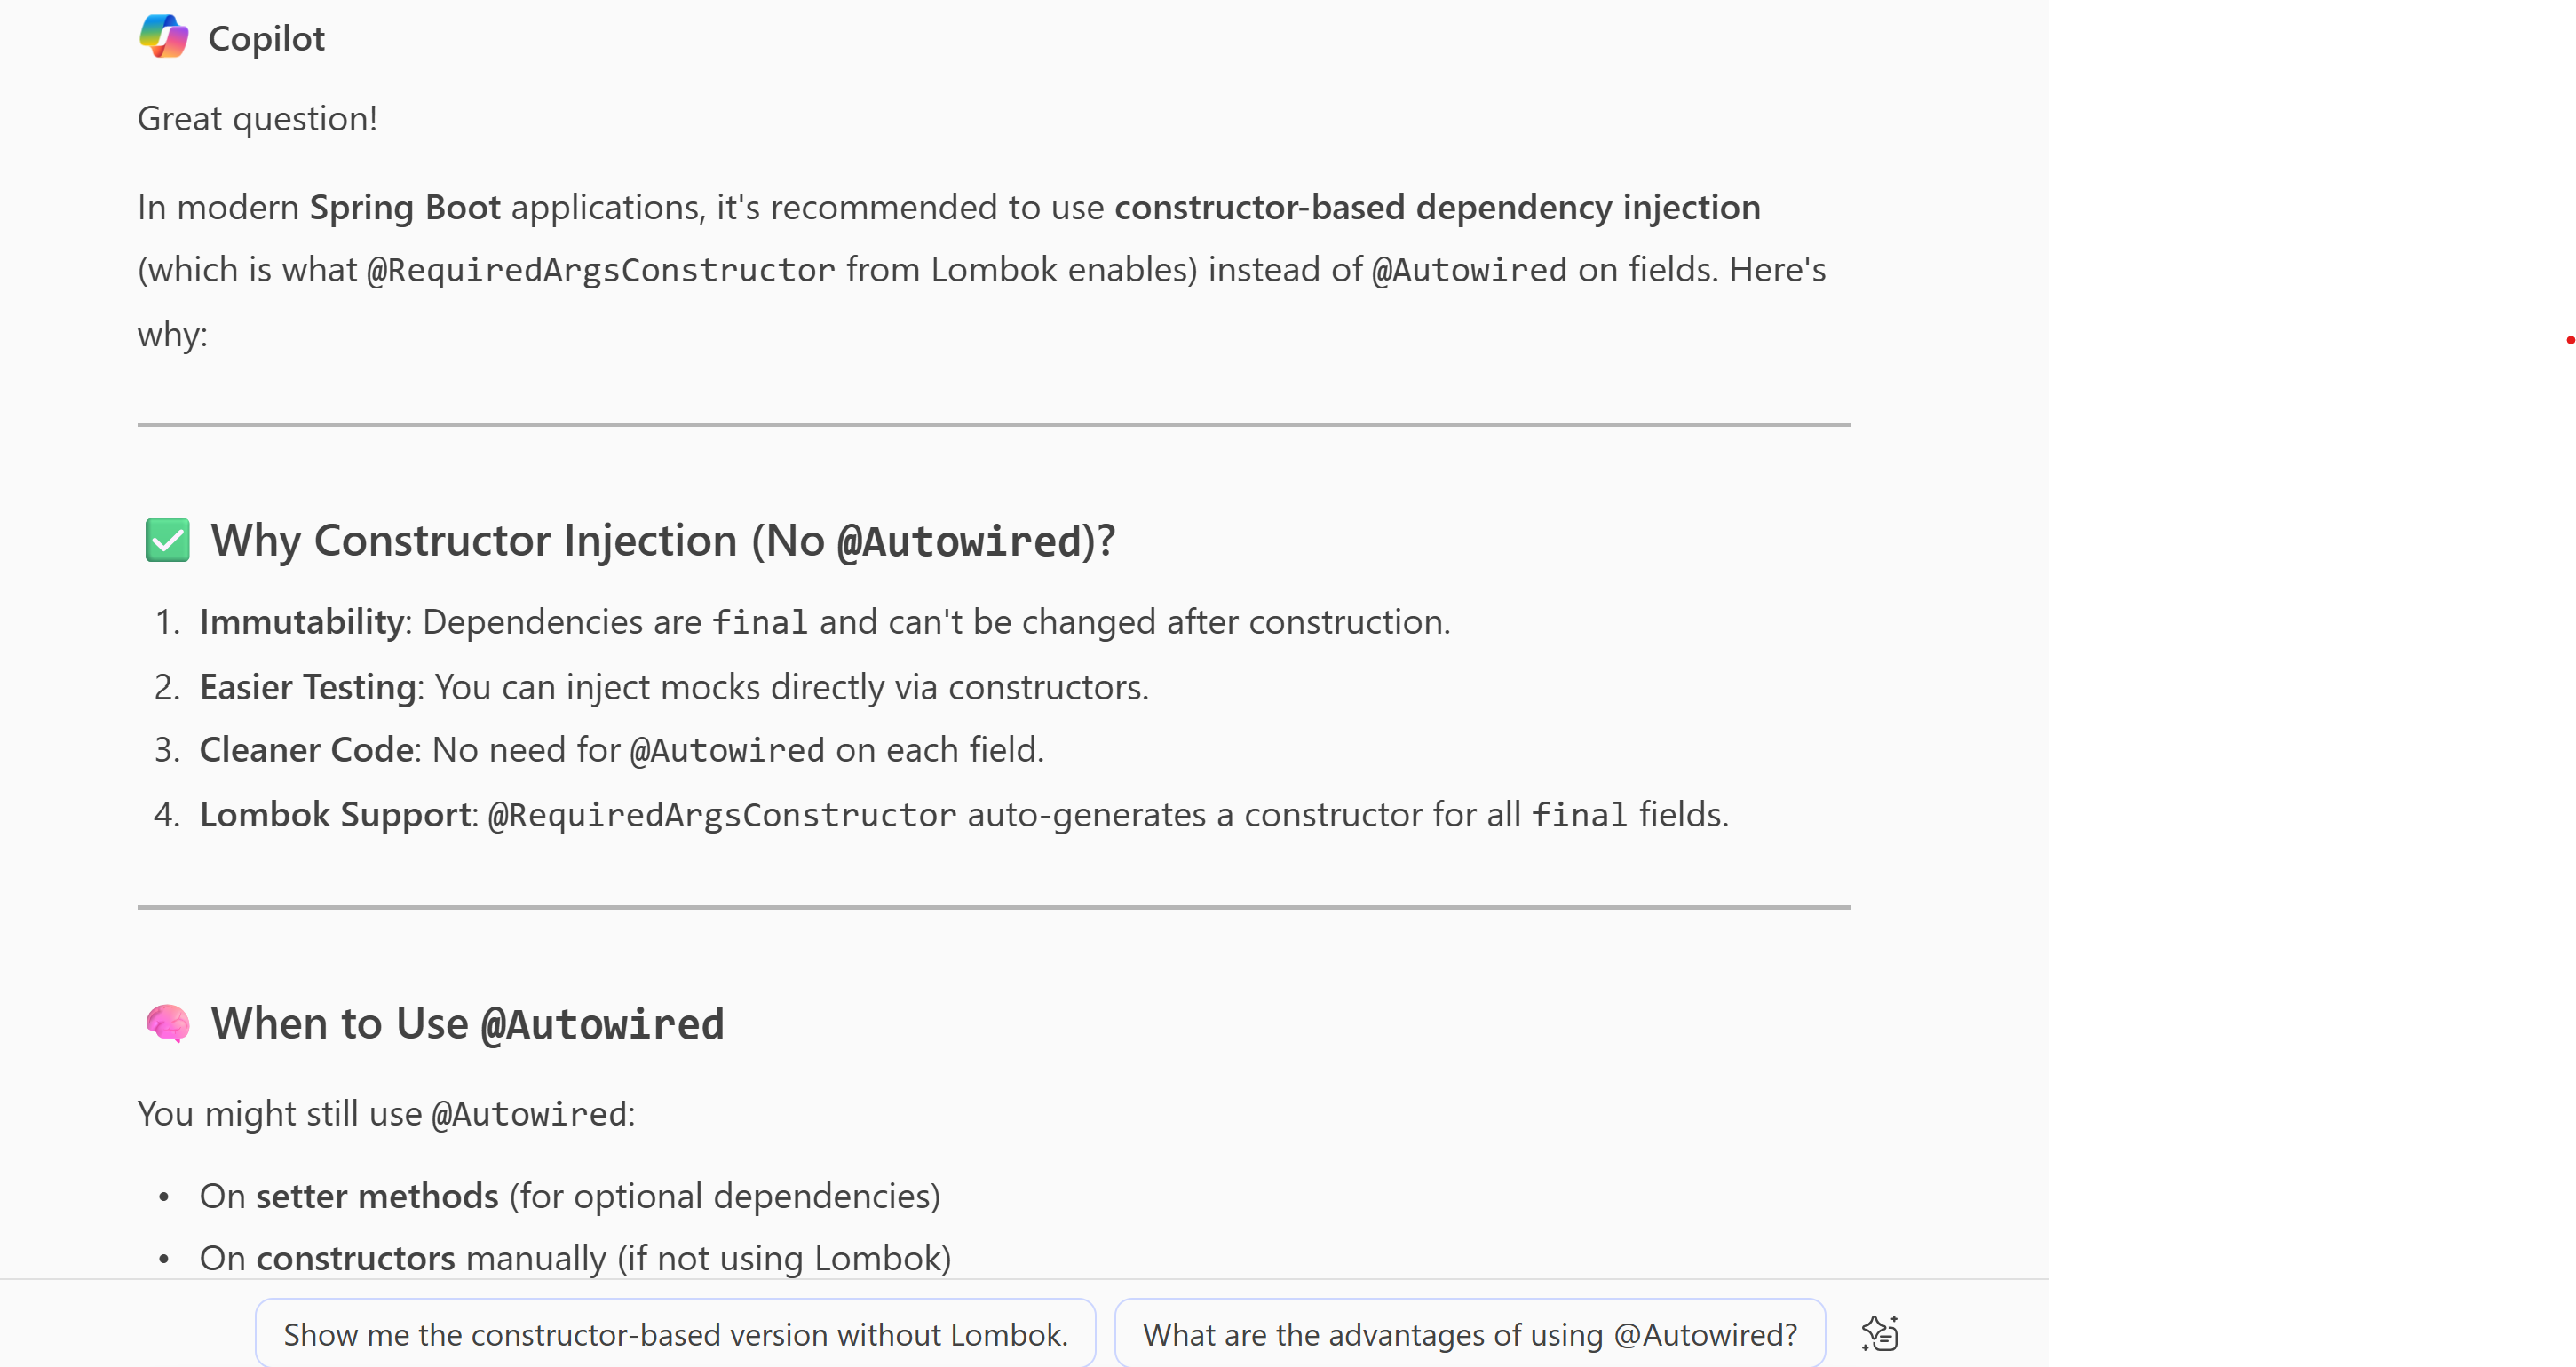 Copilot
Great question!
In modern Spring Boot applications, it's recommended to use constructor-based dependency injection
(which is what @RequiredArgsConstructor from Lombok enables) instead of @Autowired on fields. Here's
why:
Why Constructor Injection (No @Autowired)?
1. Immutability: Dependencies are final and can't be changed after construction.
2. Easier Testing: You can inject mocks directly via constructors.
3. Cleaner Code: No need for @Autowired on each field.
4. Lombok Support: @RequiredArgsConstructor auto-generates a constructor for all final fields.
When to Use @Autowired
You might still use @Autowired:
• On setter methods (for optional dependencies)
• On constructors manually (if not using Lombok)
Show me the constructor-based version without Lombok.
What are the advantages of using @Autowired?